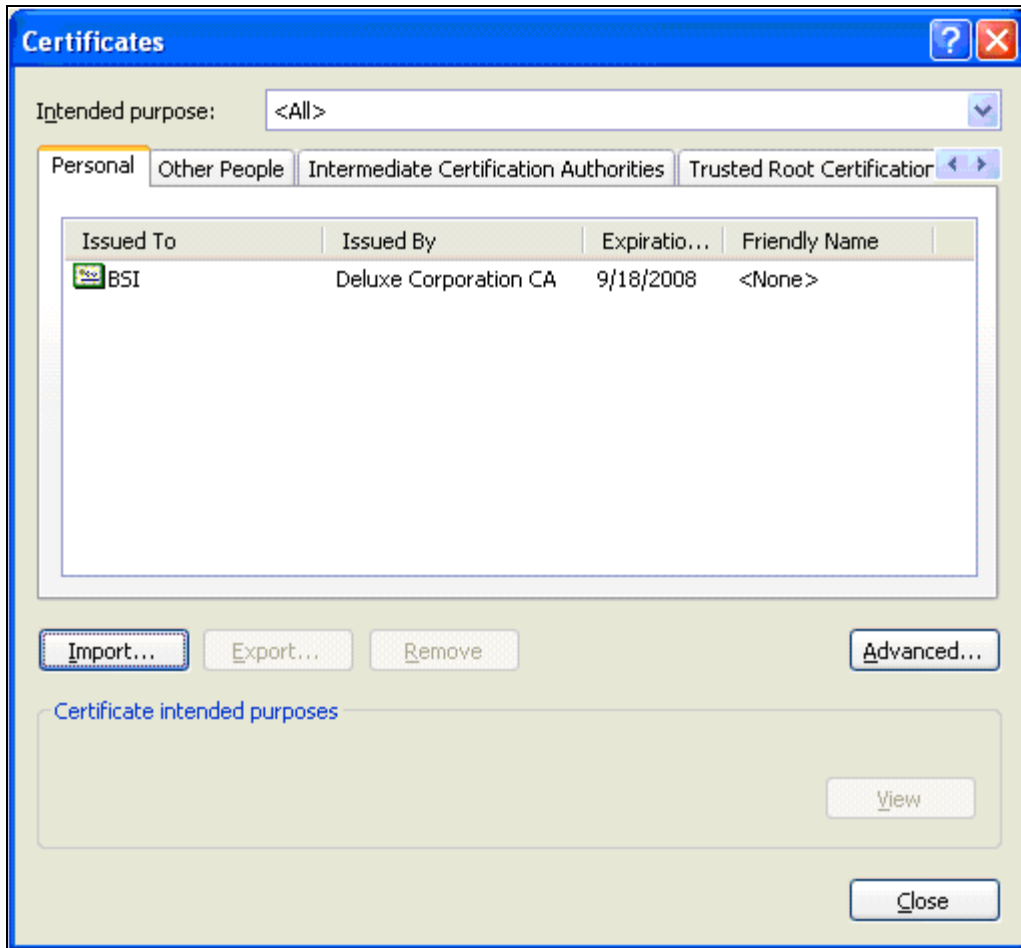 Certificates
Intended purpose: <All>
Personal Other People Intermediate Certification Authorities Trusted Root Certification
Issued To Issued By Expiratio... Friendly Name
BSI Deluxe Corporation CA 9/18/2008 <None>
Import... Export... Remove Advanced...
Certificate intended purposes
View
Close